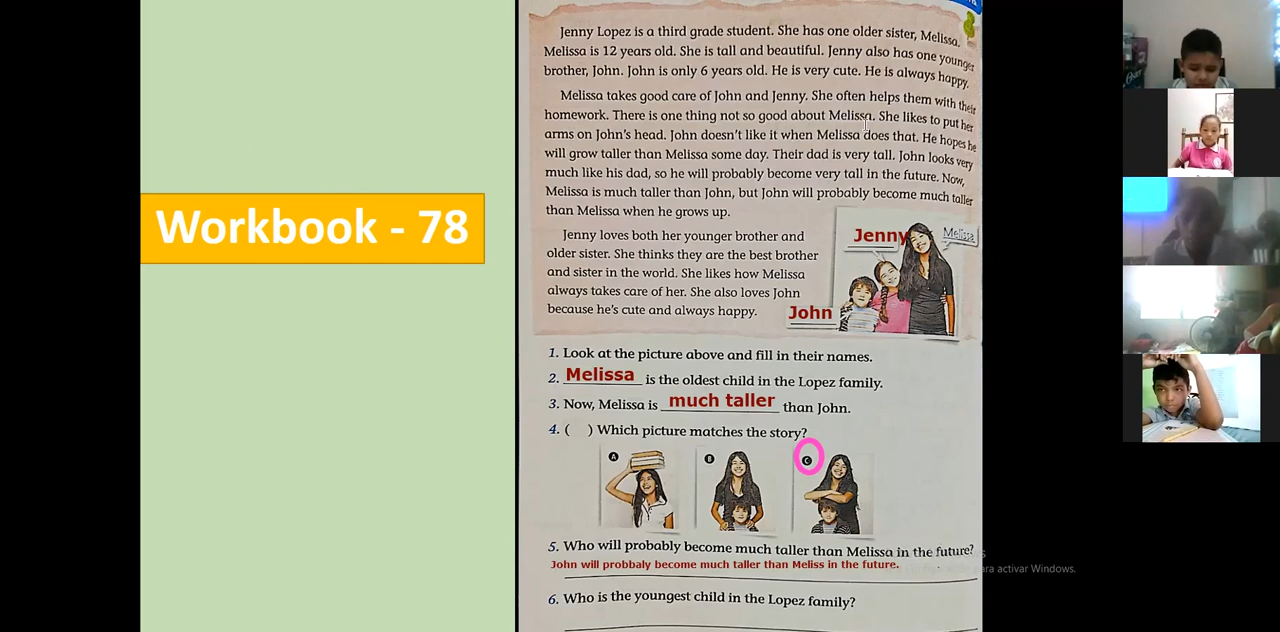 Workbook - 78
Jenny Lopez is a third grade student. She has one older sister, Melissa.
Melissa is 12 years old. She is tall and beautiful. Jenny also has one younger
brother, John. John is only 6 years old. He is very cute. He is always happy.
Melissa takes good care of John and Jenny. She often helps them with their
homework. There is one thing not so good about Melissa. She likes to put her
arms on John's head. John doesn't like it when Melissa does that. He hopes he
will grow taller than Melissa some day. Their dad is very tall. John looks very
much like his dad, so he will probably become very tall in the future. Now,
Melissa is much taller than John, but John will probably become much taller
than Melissa when he grows up.
Jenny loves both her younger brother and
older sister. She thinks they are the best brother
and sister in the world. She likes how Melissa
always takes care of her. She also loves John
because he's cute and always happy.
Jenny
Melissa
John
1. Look at the picture above and fill in their names.
2. Melissa is the oldest child in the Lopez family.
3. Now, Melissa is much taller than John.
4. ( ) Which picture matches the story?
A
B
C
5. Who will probably become much taller than Melissa in the future?
John will probbaly become much taller than Meliss in the future.
6. Who is the youngest child in the Lopez family?
para activar Windows.